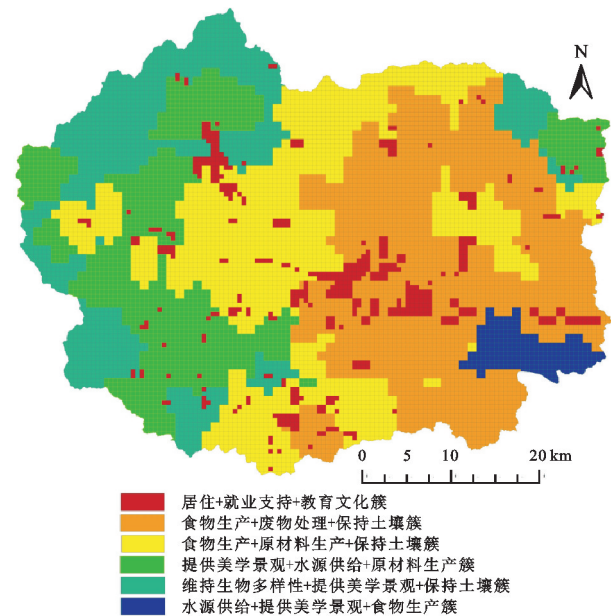 N
0 5 10 20 km
居住+就业支持+教育文化簇
食物生产+废物处理+保持土壤簇
食物生产+原材料生产+保持土壤簇
提供美学景观+水源供给+原材料生产簇
维持生物多样性+提供美学景观+保持土壤簇
水源供给+提供美学景观+食物生产簇